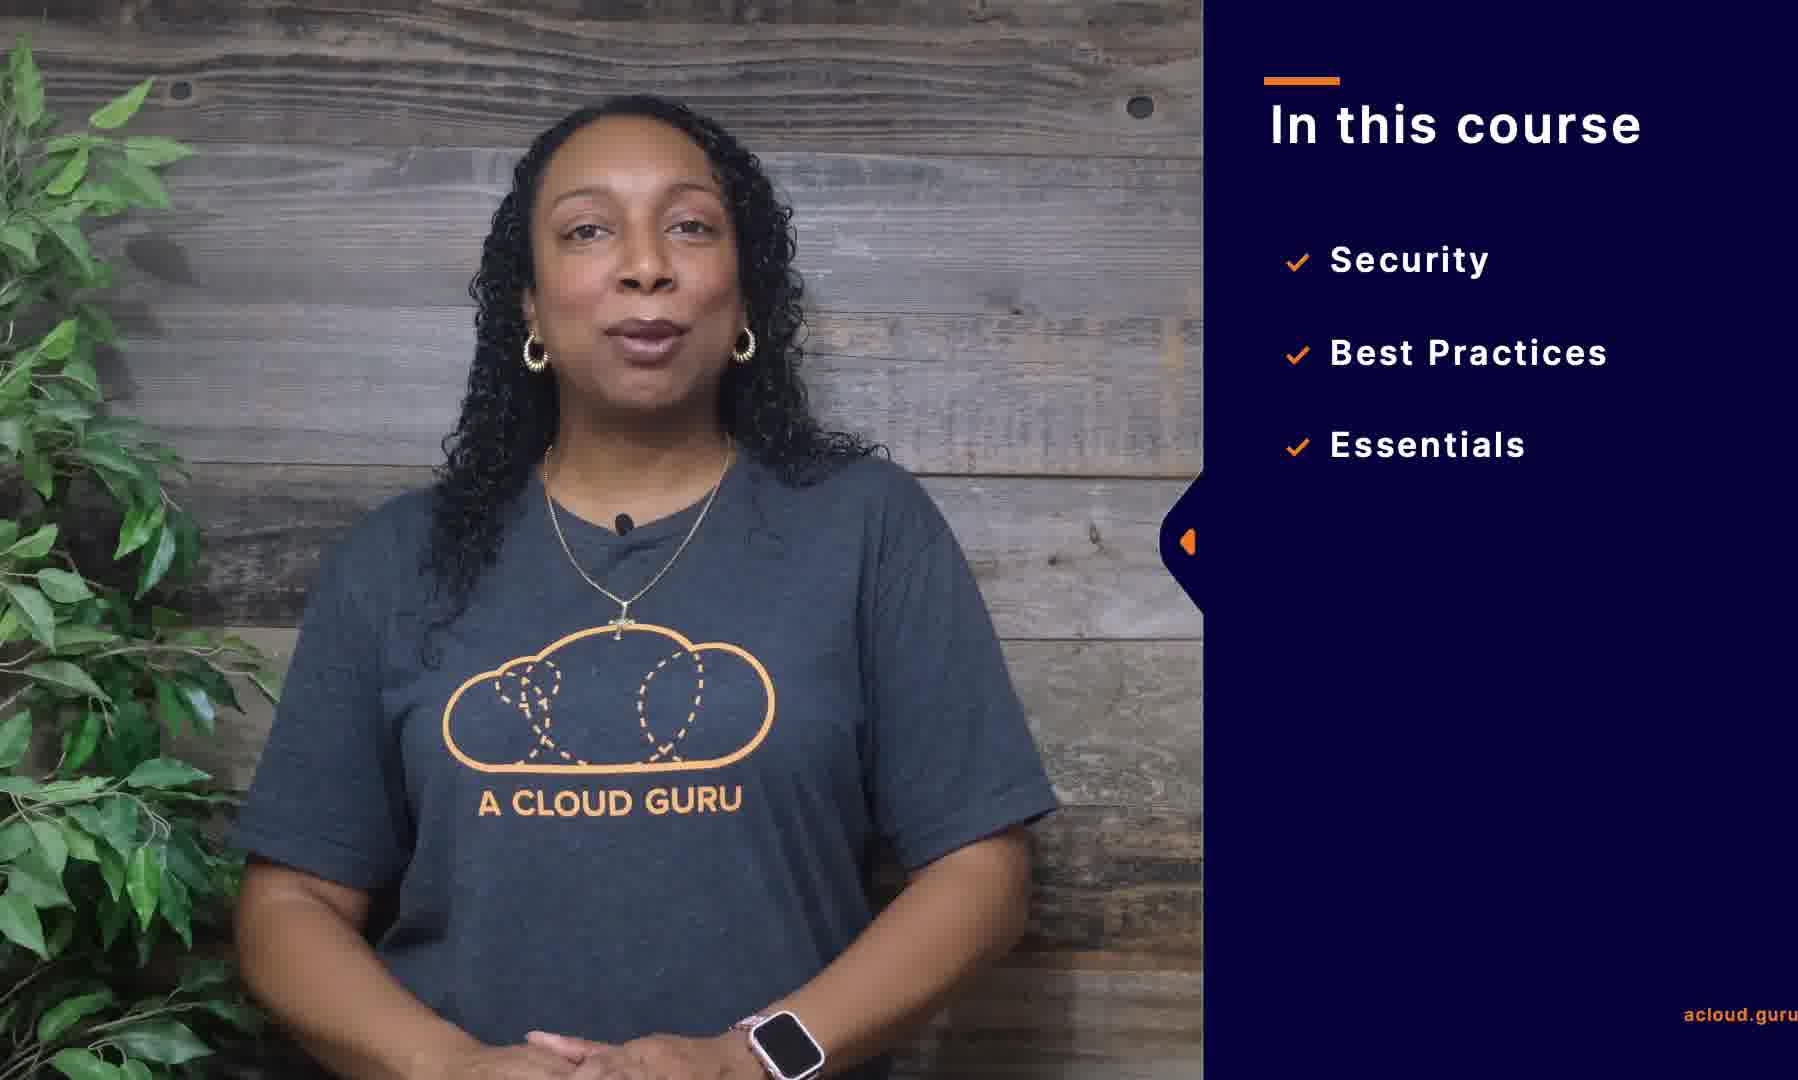 In this course
Security
Best Practices
Essentials
A CLOUD GURU
acloud.guru